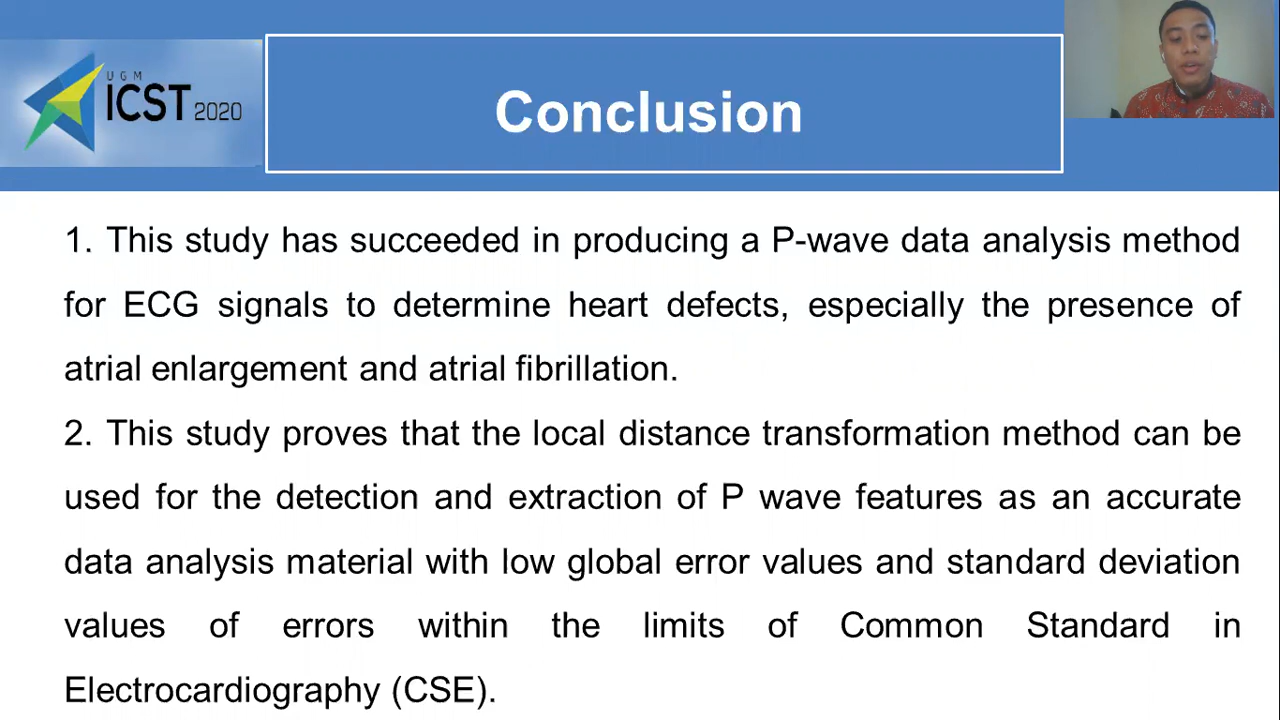 UGM
ICST 2020
Conclusion
1. This study has succeeded in producing a P-wave data analysis method
for ECG signals to determine heart defects, especially the presence of
atrial enlargement and atrial fibrillation.
2. This study proves that the local distance transformation method can be
used for the detection and extraction of P wave features as an accurate
data analysis material with low global error values and standard deviation
values of errors within the limits of Common Standard in
Electrocardiography (CSE).